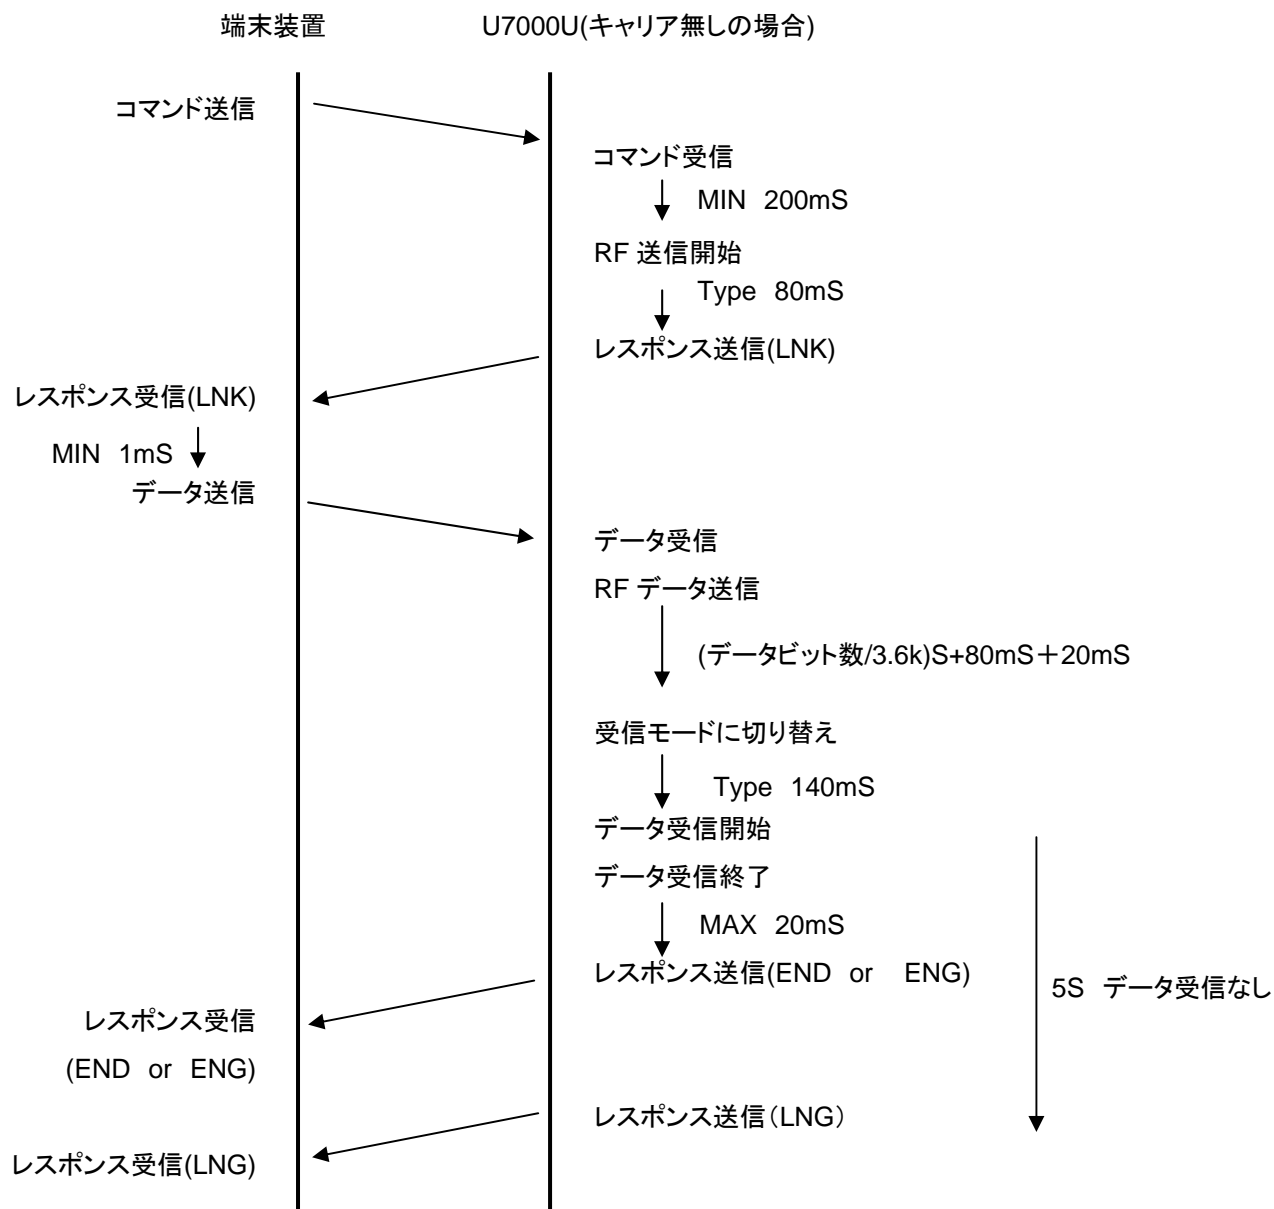 端末装置
U7000U(キャリア無しの場合)
コマンド送信
コマンド受信
MIN 200mS
RF 送信開始
Type 80mS
レスポンス送信(LNK)
レスポンス受信(LNK)
MIN 1mS
データ送信
データ受信
RF データ送信
(データビット数/3.6k)S+80mS＋20mS
受信モードに切り替え
Type 140mS
データ受信開始
データ受信終了
MAX 20mS
レスポンス送信(END or ENG)
5S データ受信なし
レスポンス受信
(END or ENG)
レスポンス送信（LNG）
レスポンス受信(LNG)